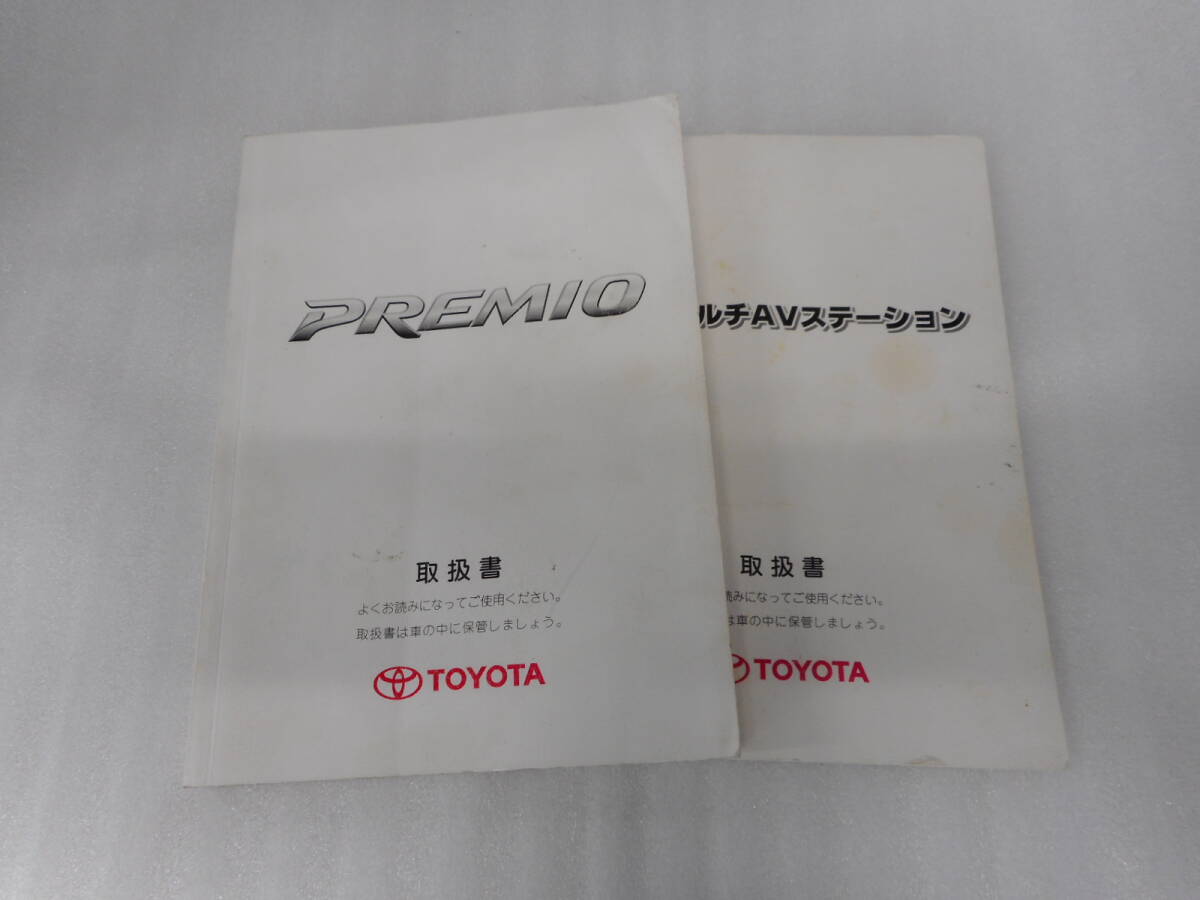 PREMIO
取扱書
よくお読みになってご使用ください。
取扱書は車の中に保管しましょう。
TOYOTA
ルチAVステーション
取扱書
読みになってご使用ください。
は車の中に保管しましょう。
TOYOTA